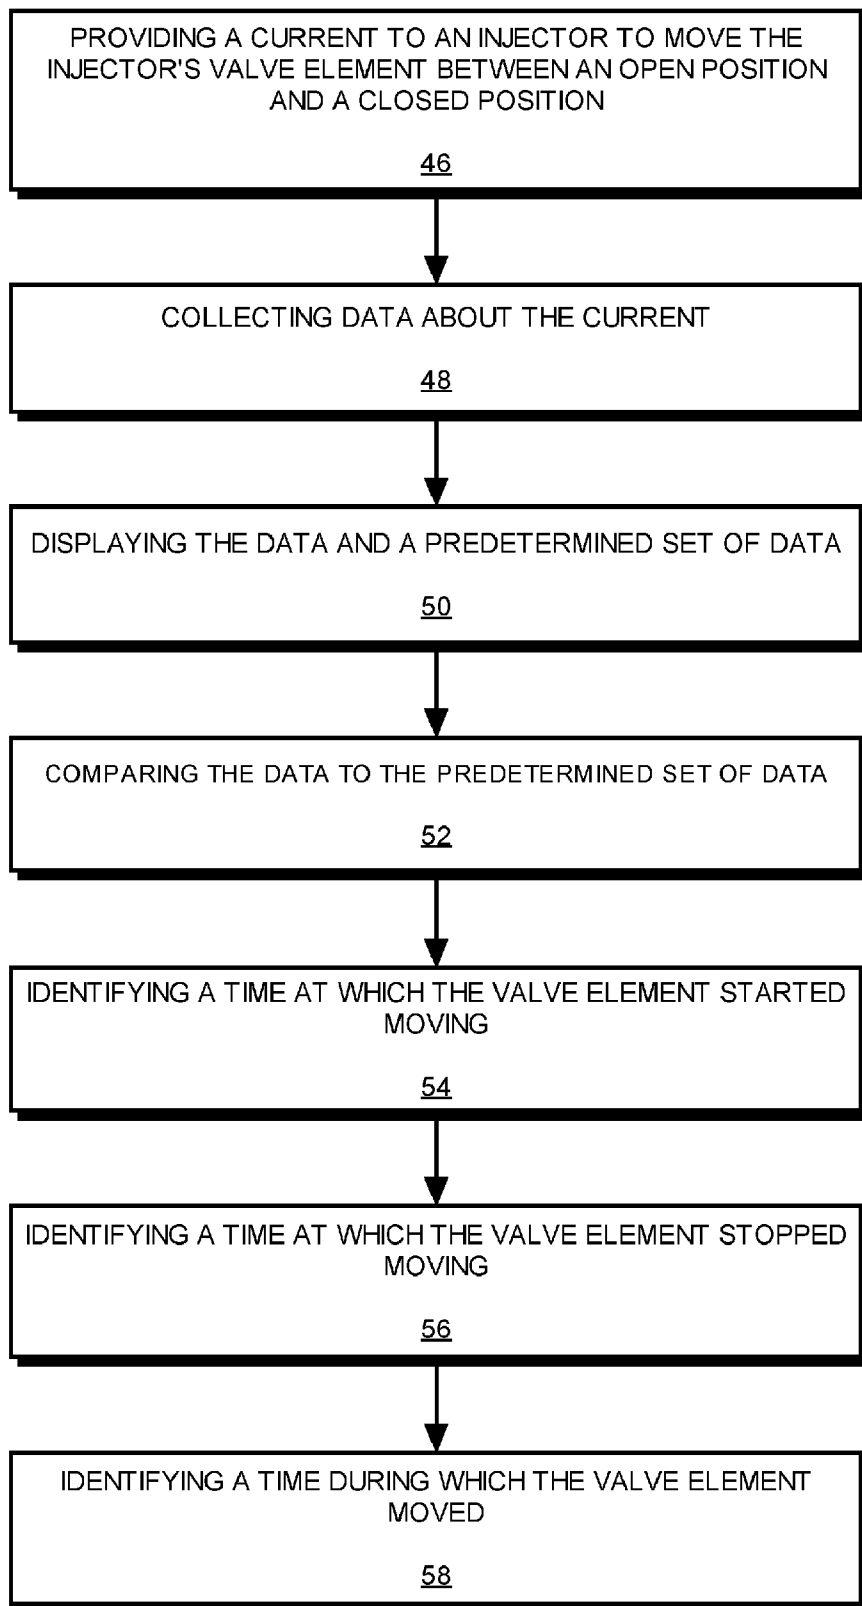 PROVIDING A CURRENT TO AN INJECTOR TO MOVE THE
INJECTOR'S VALVE ELEMENT BETWEEN AN OPEN POSITION
AND A CLOSED POSITION
46
COLLECTING DATA ABOUT THE CURRENT
48
DISPLAYING THE DATA AND A PREDETERMINED SET OF DATA
50
COMPARING THE DATA TO THE PREDETERMINED SET OF DATA
52
IDENTIFYING A TIME AT WHICH THE VALVE ELEMENT STARTED
MOVING
54
IDENTIFYING A TIME AT WHICH THE VALVE ELEMENT STOPPED
MOVING
56
IDENTIFYING A TIME DURING WHICH THE VALVE ELEMENT
MOVED
58